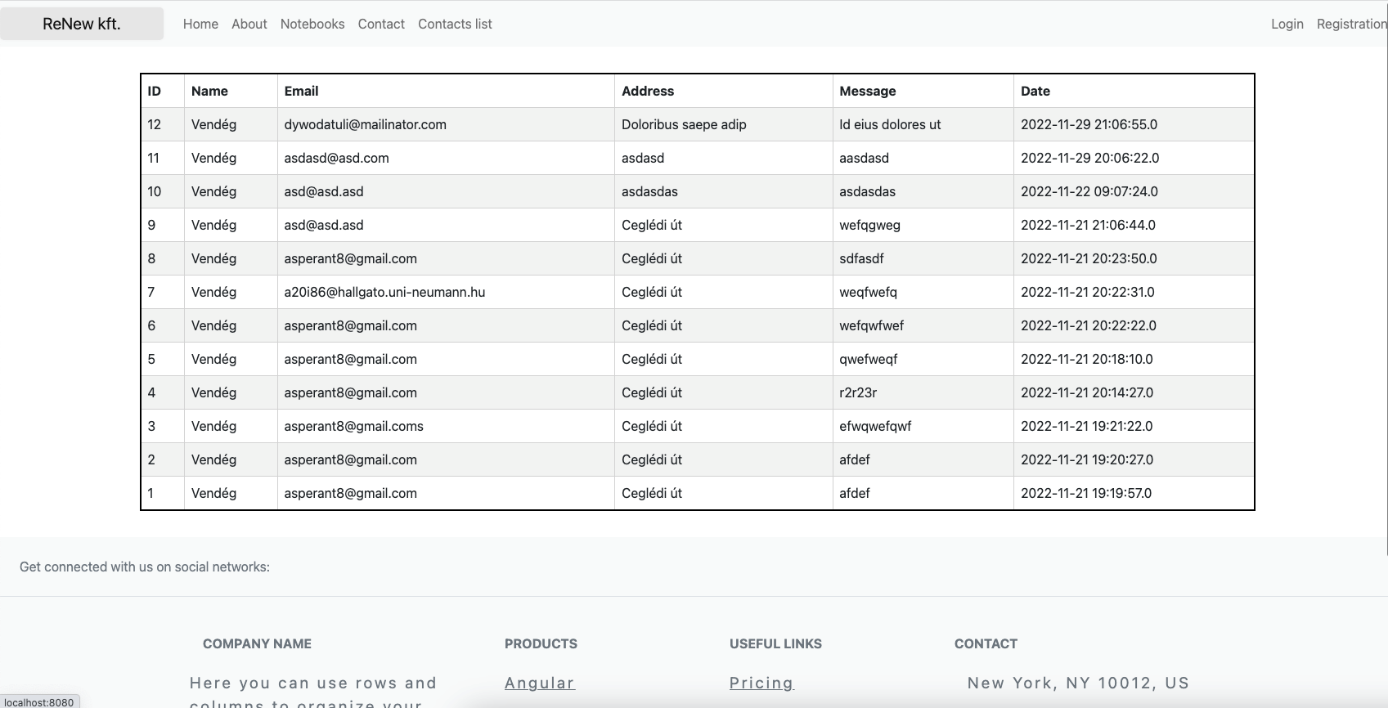 ReNew kft. Home About Notebooks Contact Contacts list Login Registration
ID Name Email Address Message Date
12 Vendég dywodatuli@mailinator.com Doloribus saepe adip Id eius dolores ut 2022-11-29 21:06:55.0
11 Vendég asdasd@asd.com asdasd aasdasd 2022-11-29 20:06:22.0
10 Vendég asd@asd.asd asdasdas asdasdas 2022-11-22 09:07:24.0
9 Vendég asd@asd.asd Ceglédi út wefqgweg 2022-11-21 21:06:44.0
8 Vendég asperant8@gmail.com Ceglédi út sdfasdf 2022-11-21 20:23:50.0
7 Vendég a20i86@hallgato.uni-neumann.hu Ceglédi út weqfwefq 2022-11-21 20:22:31.0
6 Vendég asperant8@gmail.com Ceglédi út wefqwfwef 2022-11-21 20:22:22.0
5 Vendég asperant8@gmail.com Ceglédi út qwefweqf 2022-11-21 20:18:10.0
4 Vendég asperant8@gmail.com Ceglédi út r2r23r 2022-11-21 20:14:27.0
3 Vendég asperant8@gmail.coms Ceglédi út efwqwefqwf 2022-11-21 19:21:22.0
2 Vendég asperant8@gmail.com Ceglédi út afdef 2022-11-21 19:20:27.0
1 Vendég asperant8@gmail.com Ceglédi út afdef 2022-11-21 19:19:57.0
Get connected with us on social networks:
COMPANY NAME PRODUCTS USEFUL LINKS CONTACT
Here you can use rows and Angular Pricing New York, NY 10012, US
columns to organize your
localhost:8080